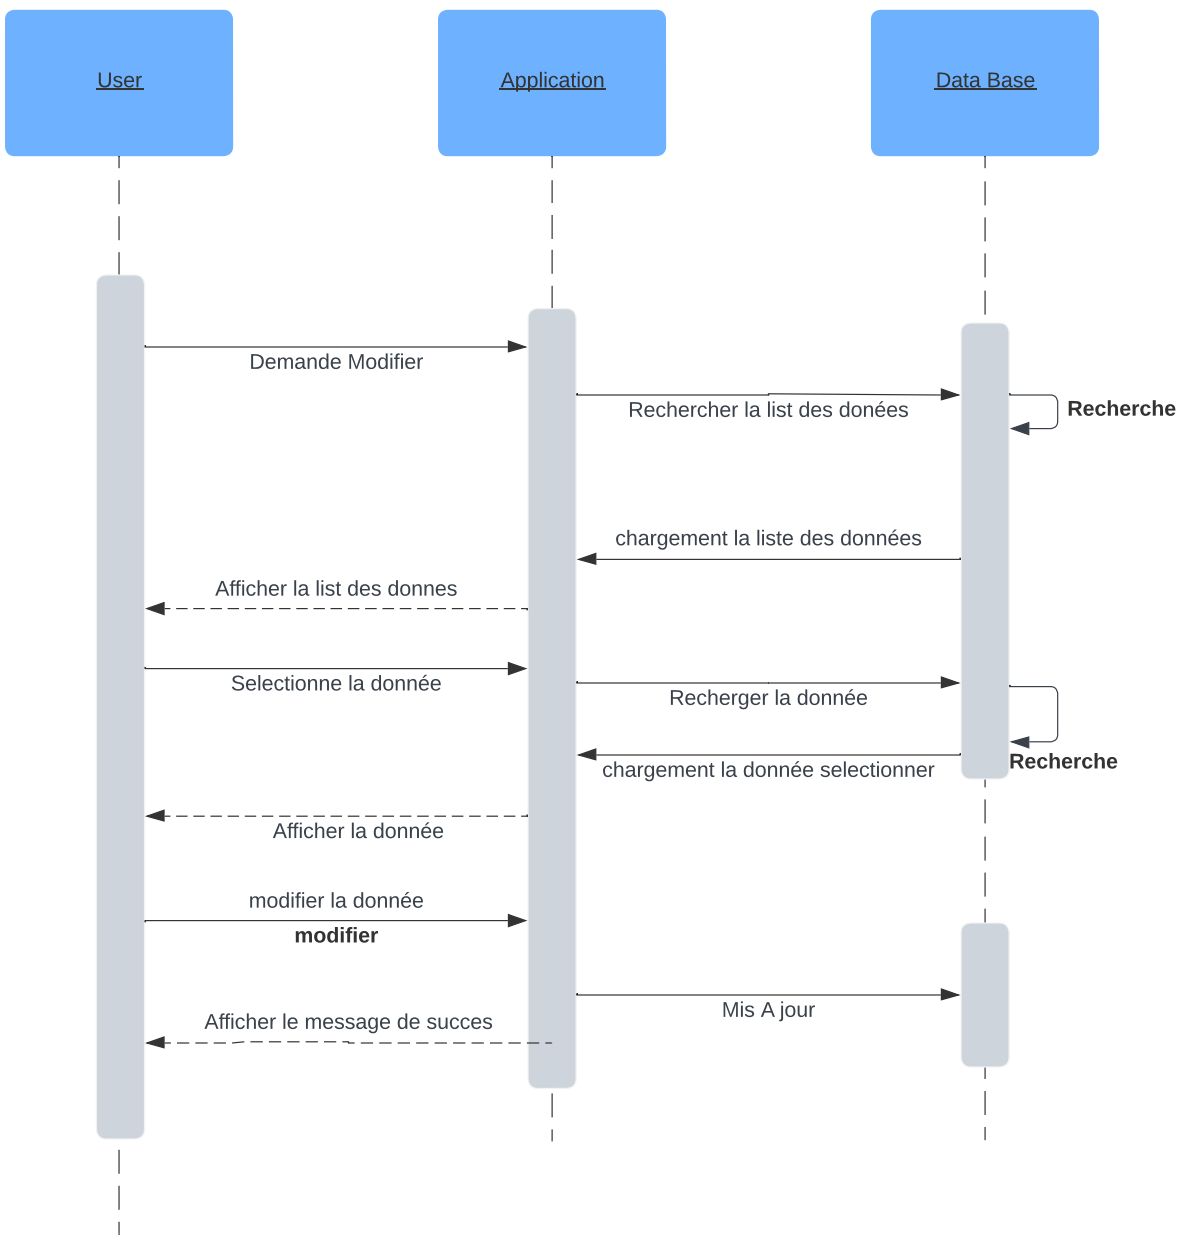 User
Application
Data Base
Demande Modifier
Rechercher la list des donées
Recherche
chargement la liste des données
Afficher la list des donnes
Selectionne la donnée
Recherger la donnée
Recherche
chargement la donnée selectionner
Afficher la donnée
modifier la donnée
modifier
Mis A jour
Afficher le message de succes